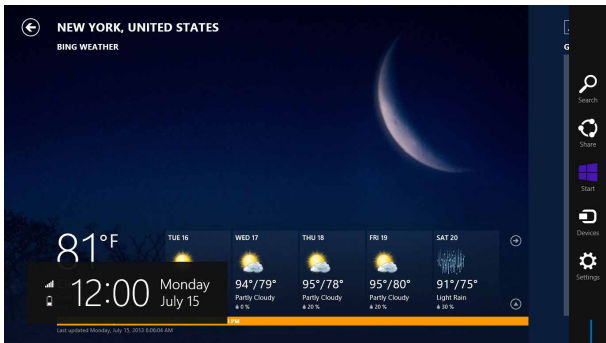 NEW YORK, UNITED STATES
BING WEATHER
G
Search
Share
Start
Devices
Settings
81°F
TUE 16
WED 17
94°/79°
Partly Cloudy
0 %
THU 18
95°/78°
Partly Cloudy
20 %
FRI 19
95°/80°
Partly Cloudy
20 %
SAT 20
91°/75°
Light Rain
30 %
12:00
Monday
July 15
PM
Last updated Monday, July 15, 2013 6:06:04 AM